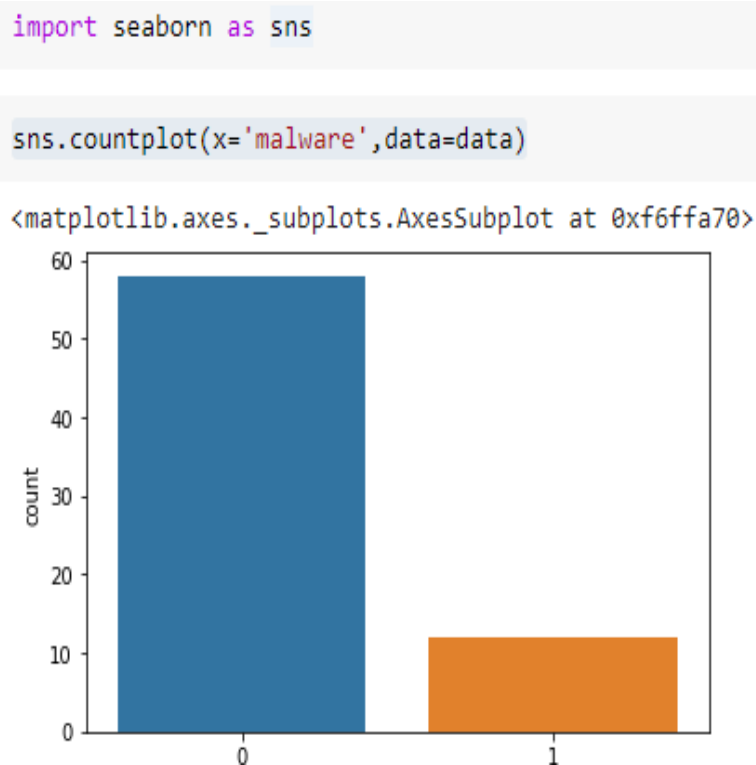 import seaborn as sns
sns.countplot(x='malware',data=data)
<matplotlib.axes._subplots.AxesSubplot at 0xf6ffa70>
60
50
40
30
20
10
0
count
0 1